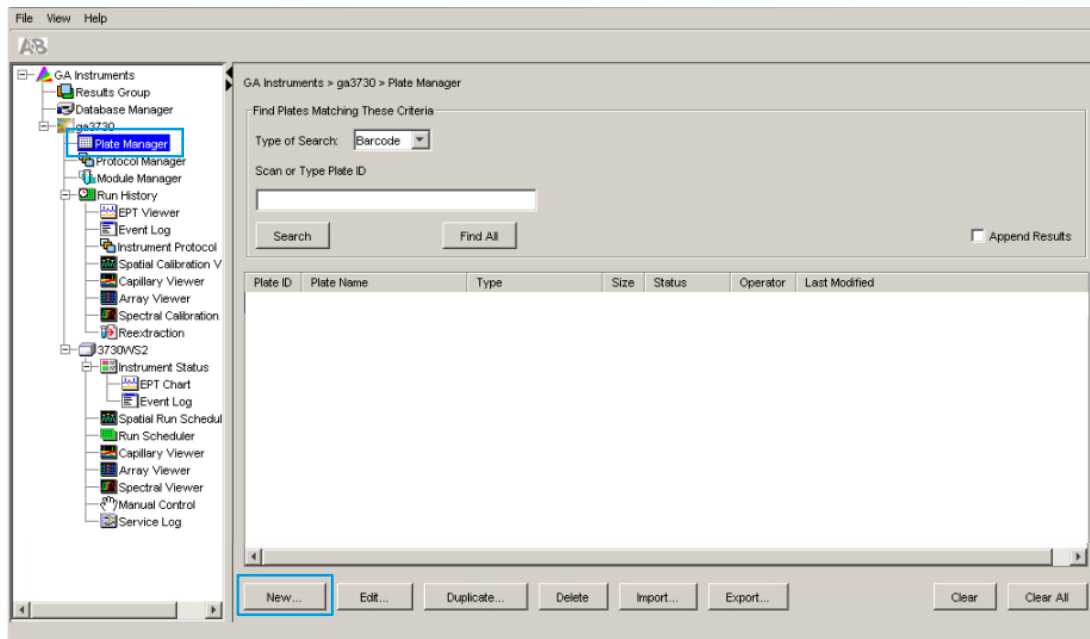 File View Help
AB
GA Instruments
Results Group
Database Manager
ga3730
Plate Manager
Protocol Manager
Module Manager
Run History
EPT Viewer
Event Log
Instrument Protocol
Spatial Calibration V
Capillary Viewer
Array Viewer
Spectral Calibration
Reextraction
3730WS2
Instrument Status
EPT Chart
Event Log
Spatial Run Schedul
Run Scheduler
Capillary Viewer
Array Viewer
Spectral Viewer
Manual Control
Service Log
GA Instruments > ga3730 > Plate Manager
Find Plates Matching These Criteria
Type of Search: Barcode
Scan or Type Plate ID
Search Find All Append Results
Plate ID Plate Name Type Size Status Operator Last Modified
New... Edit... Duplicate... Delete Import... Export... Clear Clear All